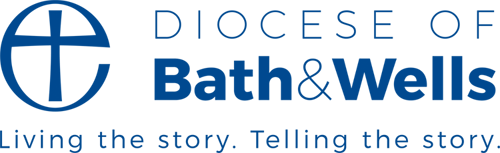 DIOCESE OF
Bath&Wells
Living the story. Telling the story.